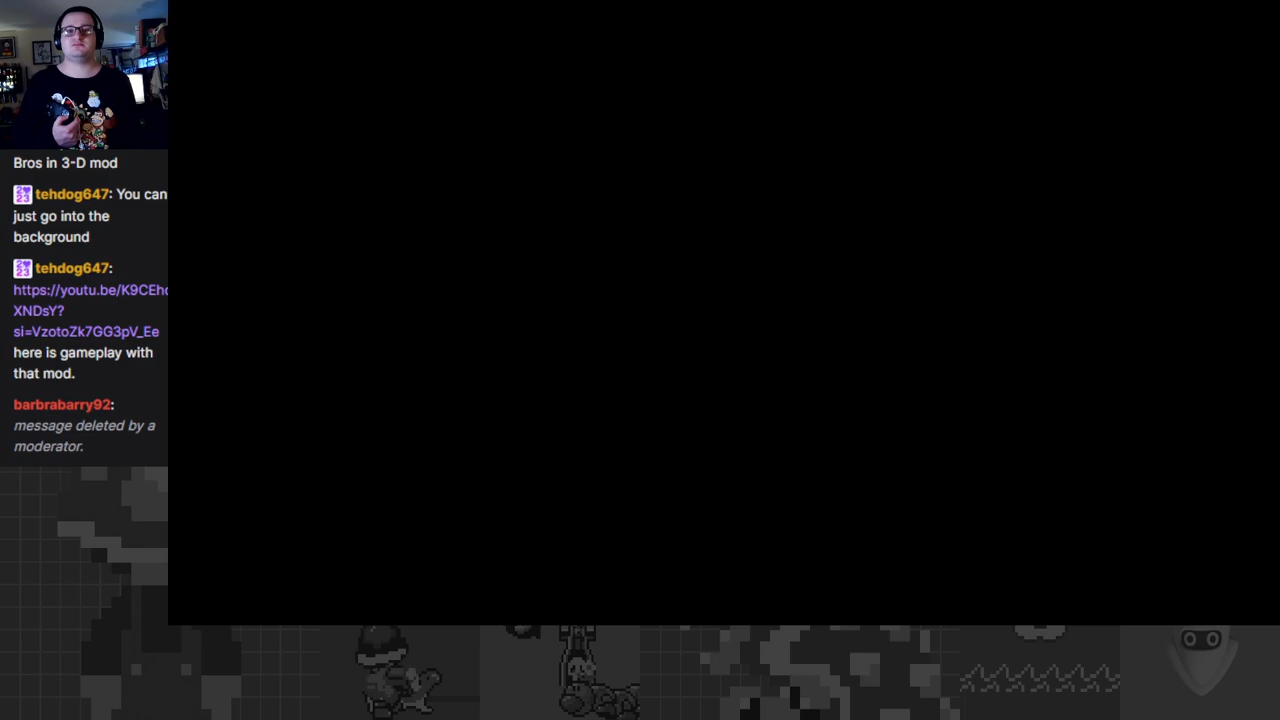 Bros in 3-D mod
tehdog647: You can
just go into the
background
tehdog647:
https://youtu.be/K9CEho
XNDsY?
si=VzotoZk7GG3pV_Ee
here is gameplay with
that mod.
barbrabarry92:
message deleted by a
moderator.